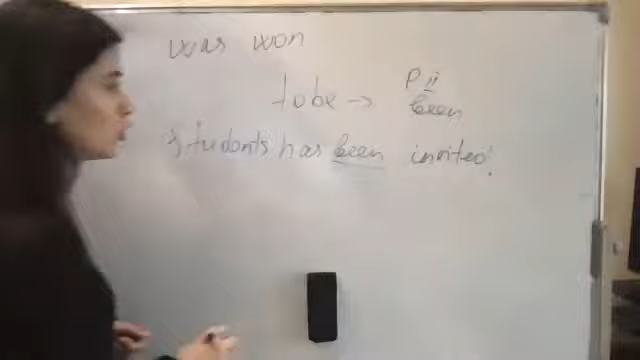 was won
P II
to be → been
students has been invited.